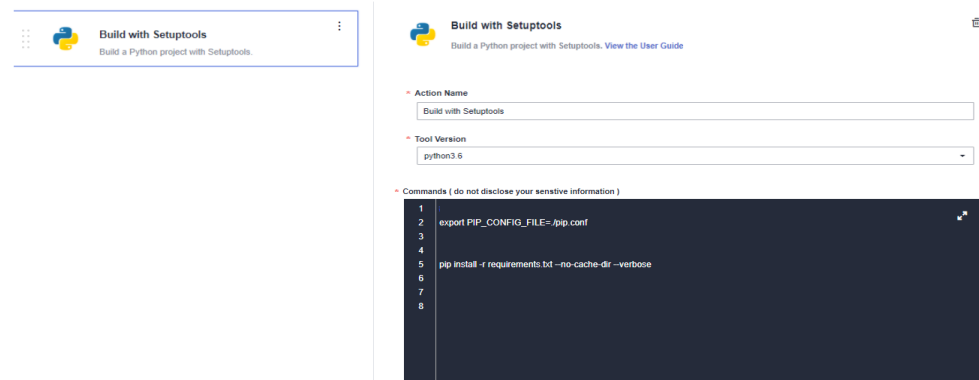 Build with Setuptools
Build a Python project with Setuptools.
Build with Setuptools
Build a Python project with Setuptools. View the User Guide
* Action Name
Build with Setuptools
* Tool Version
python3.6
* Commands ( do not disclose your senstive information )
1
2 export PIP_CONFIG_FILE=./pip.conf
3
4
5 pip install -r requirements.txt --no-cache-dir --verbose
6
7
8